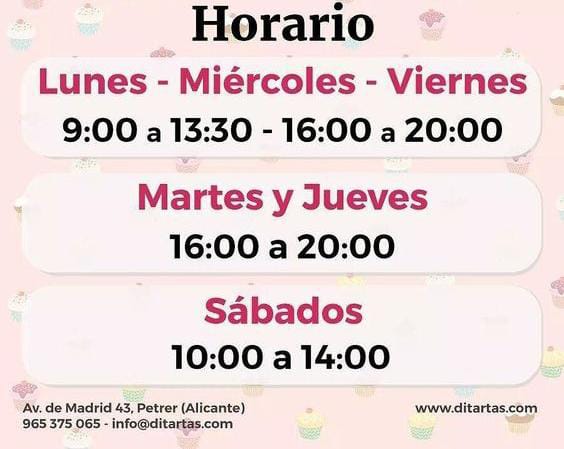 Horario
Lunes - Miércoles - Viernes
9:00 a 13:30 - 16:00 a 20:00
Martes y Jueves
16:00 a 20:00
Sábados
10:00 a 14:00
Av. de Madrid 43, Petrer (Alicante)
965 375 065 - info@ditartas.com
www.ditartas.com